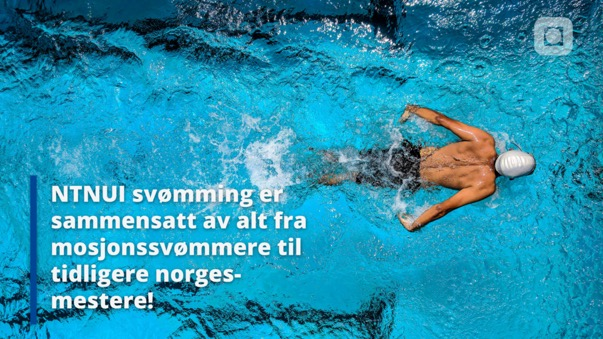 NTNUI svømming er
sammensatt av alt fra
mosjonssvømmere til
tidligere norges-
mestere!